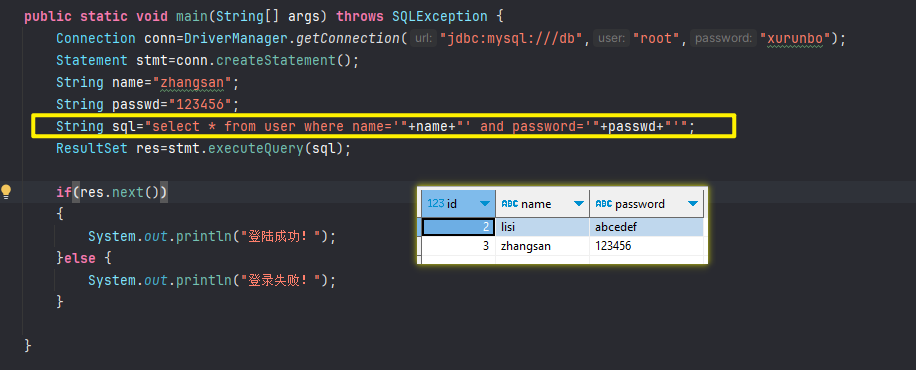 public static void main(String[] args) throws SQLException {
Connection conn=DriverManager.getConnection( url: "jdbc:mysql:///db", user: "root", password: "xurunbo");
Statement stmt=conn.createStatement();
String name="zhangsan";
String passwd="123456";
String sql="select * from user where name='"+name+"' and password='"+passwd+"'";
ResultSet res=stmt.executeQuery(sql);
if(res.next())
{
System.out.println("登陆成功！");
}else {
System.out.println("登录失败！");
}
}
123 id ABC name ABC password
2 lisi abcedef
3 zhangsan 123456